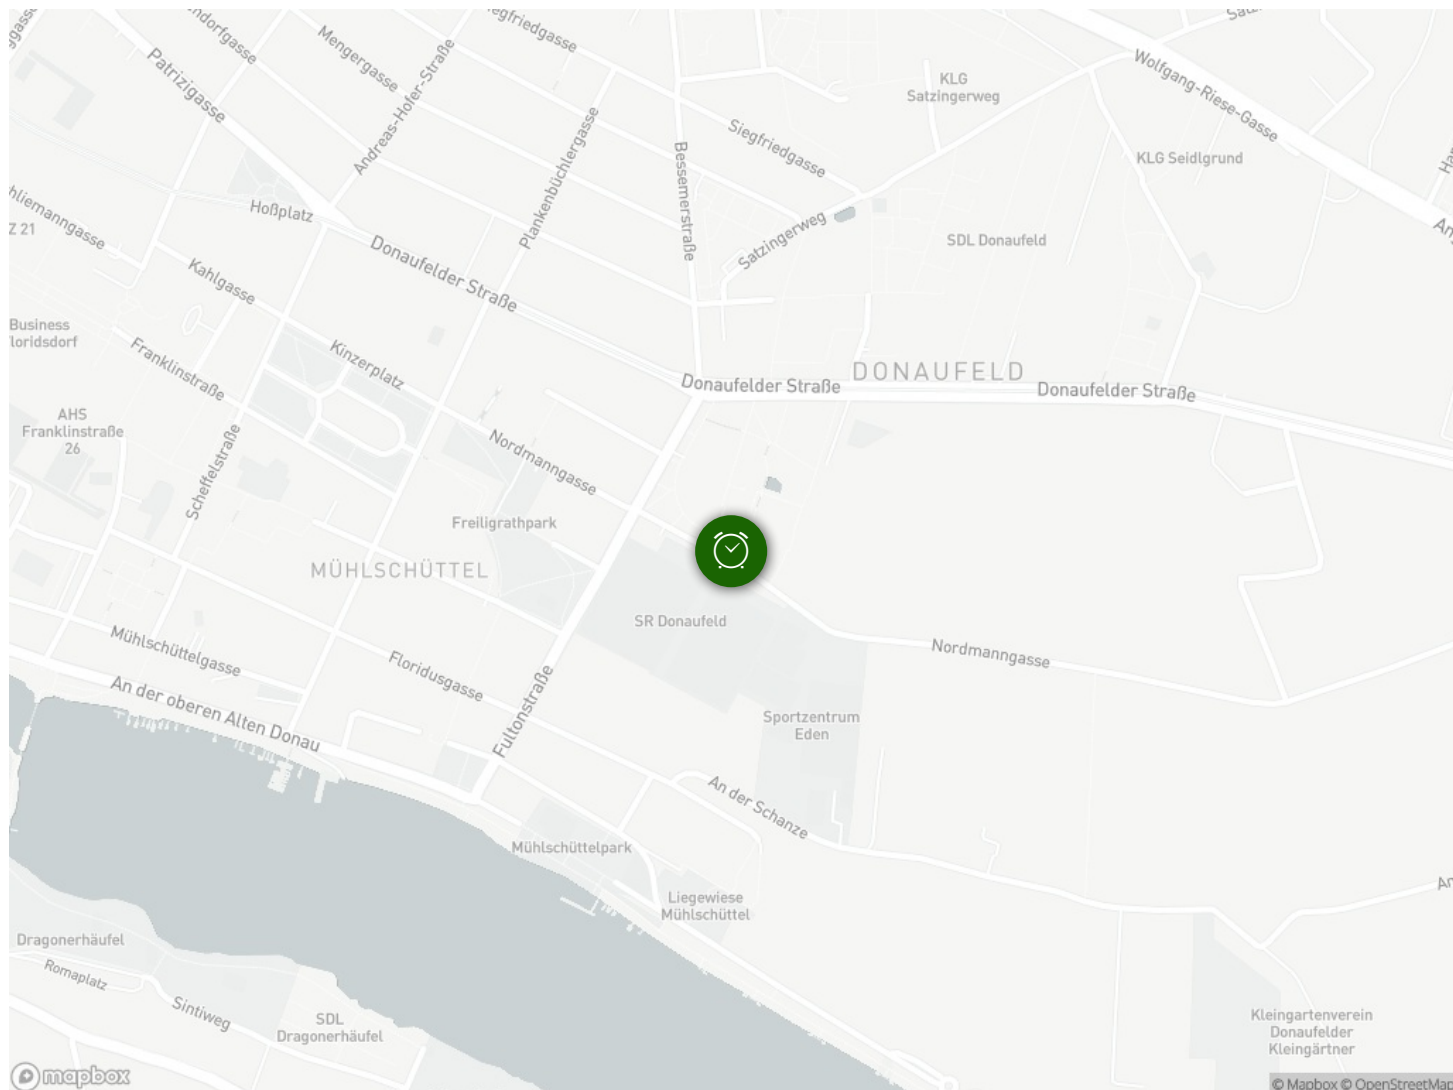 Siegfriedgasse
Mengergasse
Patrizigasse
Andreas-Hofer-Straße
Plankenbüchlergasse
Bessemerstraße
Siegfriedgasse
KLG
Satzingerweg
Wolfgang-Riese-Gasse
KLG Seidlgrund
Hoßplatz
Z 21
Kahlgasse
Donaufelder Straße
Satzingerweg
SDL Donaufeld
Business
Franklinstraße
Kinzerplatz
Donaufelder Straße
DONAUFELD
Donaufelder Straße
AHS
Franklinstraße
26
Scheffelstraße
Nordmanngasse
Freiligrathpark
MÜHLSCHÜTTEL
SR Donaufeld
Nordmanngasse
Mühlschüttelgasse
Floridusgasse
An der oberen Alten Donau
Fultonstraße
Sportzentrum
Eden
An der Schanze
Mühlschüttelpark
Liegewiese
Mühlschüttel
Dragonerhäufel
Romaplatz
Sintiweg
SDL
Dragonerhäufel
Kleingartenverein
Donaufelder
Kleingärtner
mapbox
© Mapbox © OpenStreetMap